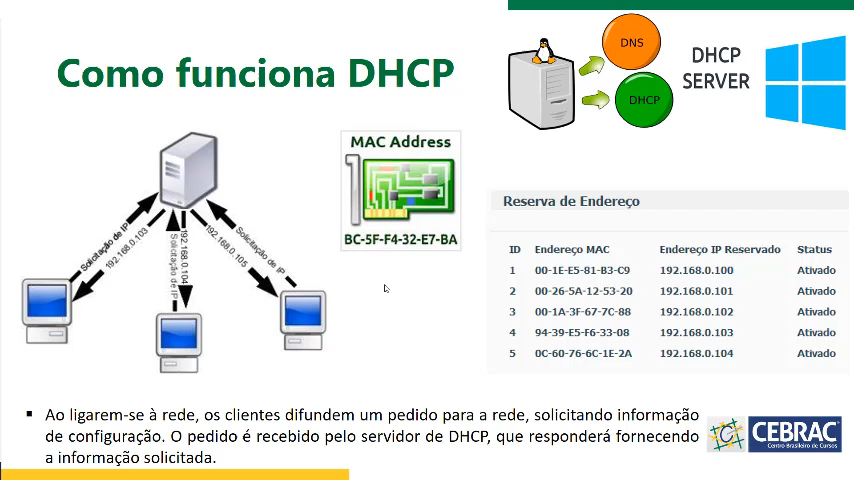 Como funciona DHCP
DNS
DHCP
DHCP
SERVER
MAC Address
BC-5F-F4-32-E7-BA
Solicitação de IP
192.168.0.103
192.168.0.104
Solicitação de IP
Solicitação de IP
192.168.0.105
Reserva de Endereço
ID Endereço MAC Endereço IP Reservado Status
1 00-1E-E5-81-B3-C9 192.168.0.100 Ativado
2 00-26-5A-12-53-20 192.168.0.101 Ativado
3 00-1A-3F-67-7C-88 192.168.0.102 Ativado
4 94-39-E5-F6-33-08 192.168.0.103 Ativado
5 0C-60-76-6C-1E-2A 192.168.0.104 Ativado
▪ Ao ligarem-se à rede, os clientes difundem um pedido para a rede, solicitando informação
de configuração. O pedido é recebido pelo servidor de DHCP, que responderá fornecendo
a informação solicitada.
CEBRAC
Centro Brasileiro de Cursos